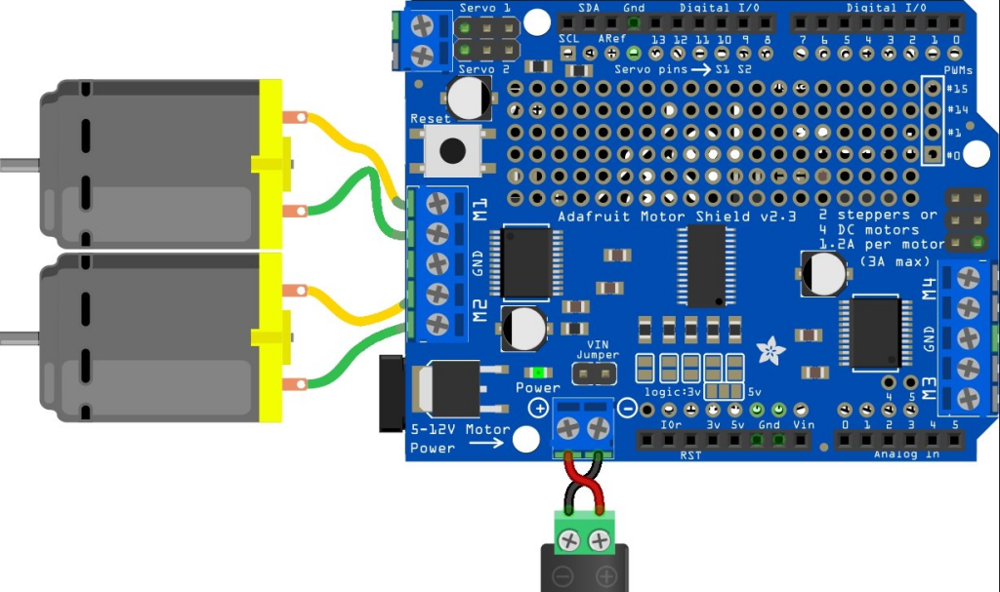 Servo 1
SDA Gnd Digital I/O Digital I/O
SCL ARef 13 12 11 10 9 8 7 6 5 4 3 2 1 0
Servo 2
Servo pins → S1 S2
PWMs
#15
#14
#1
#0
Reset
M1
GND
M2
Adafruit Motor Shield v2.3
2 steppers or
4 DC motors
1.2A per motor
(3A max)
M4
GND
M3
VIN
Jumper
Power
logic:3v 5v
4 5
+ -
5-12V Motor
Power →
IOr 3v 5v Gnd Vin 0 1 2 3 4 5
RST Analog In
- +